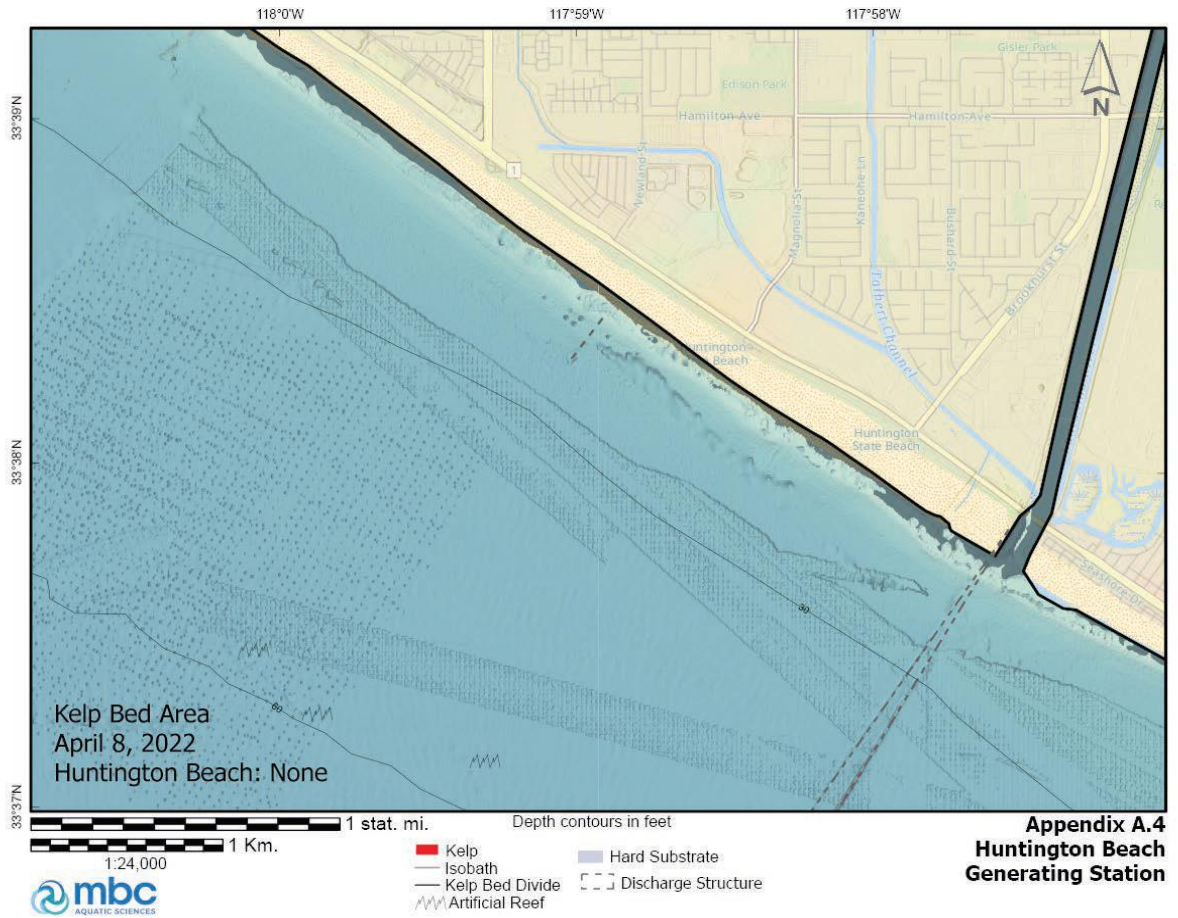 118°0'W
117°59'W
117°58'W
33°39'N
33°38'N
33°37'N
Gisler Park
N
Edison Park
Hamilton Ave
Hamilton Ave
1
Newland St
Magnolia St
Kaneohe Ln
Bushard St
Brookhurst St
Talbert Channel
Beach
Huntington
State Beach
Seashore Dr
30
60
Kelp Bed Area
April 8, 2022
Huntington Beach: None
1 stat. mi.
1 Km.
1:24,000
Depth contours in feet
Kelp
Isobath
Kelp Bed Divide
Artificial Reef
Hard Substrate
Discharge Structure
Appendix A.4
Huntington Beach
Generating Station
mbc
AQUATIC SCIENCES